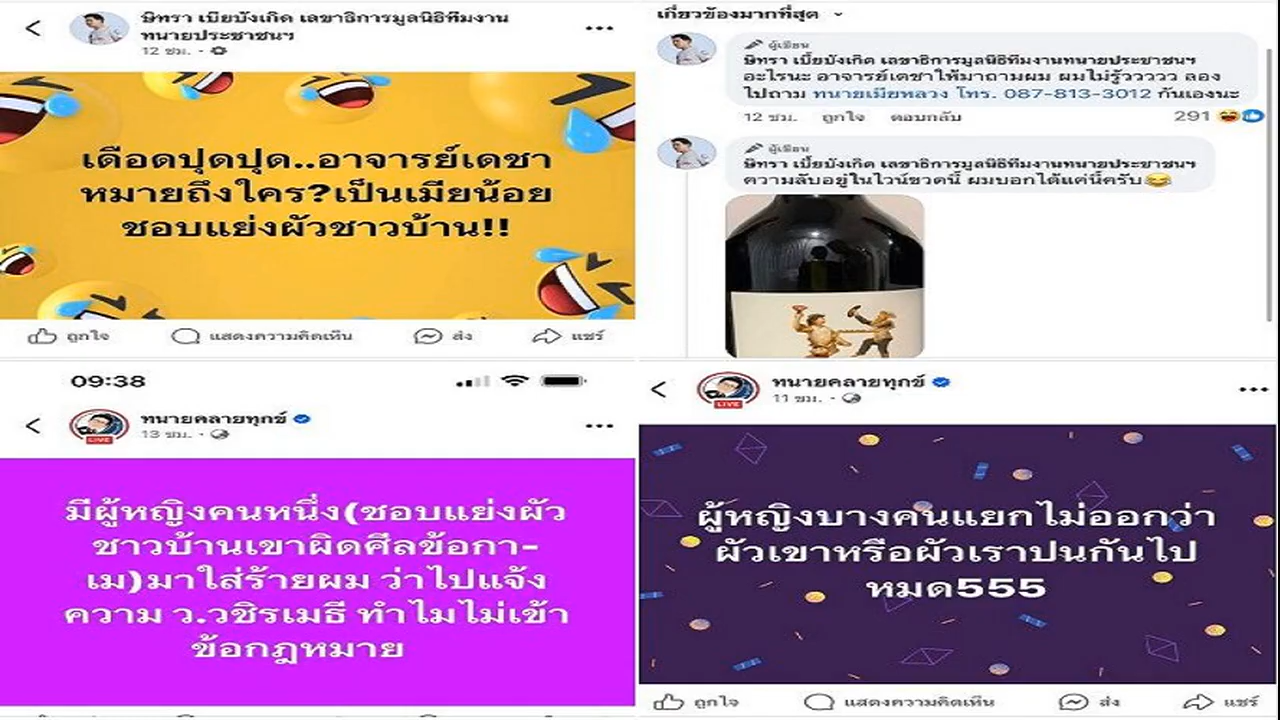 ษิทรา เบี้ยบังเกิด เลขาธิการมูลนิธิทีมงาน
ทนายประชาชนฯ
12 ชม.
เดือดปุดปุด..อาจารย์เดชา
หมายถึงใคร?เป็นเมียน้อย
ชอบแย่งผัวชาวบ้าน!!
ถูกใจ แสดงความคิดเห็น ส่ง แชร์
เกี่ยวข้องมากที่สุด
ผู้เขียน
ษิทรา เบี้ยบังเกิด เลขาธิการมูลนิธิทีมงานทนายประชาชนฯ
อะไรนะ อาจารย์เดชาให้มาถามผม ผมไม่รู้ววววว ลอง
ไปถาม ทนายเมียหลวง โทร. 087-813-3012 กันเองนะ
12 ชม. ถูกใจ ตอบกลับ 291
ผู้เขียน
ษิทรา เบี้ยบังเกิด เลขาธิการมูลนิธิทีมงานทนายประชาชนฯ
ความลับอยู่ในไวน์ขวดนี้ ผมบอกได้แค่นี้ครับ😂
09:38
ทนายคลายทุกข์
LIVE
13 ชม.
มีผู้หญิงคนหนึ่ง(ชอบแย่งผัว
ชาวบ้านเขาผิดศีลข้อกา-
เม)มาใส่ร้ายผม ว่าไปแจ้ง
ความ ว.วชิรเมธี ทำไมไม่เข้า
ข้อกฎหมาย
ทนายคลายทุกข์
LIVE
11 ชม.
ผู้หญิงบางคนแยกไม่ออกว่า
ผัวเขาหรือผัวเราปนกันไป
หมด555
ถูกใจ แสดงความคิดเห็น ส่ง แชร์